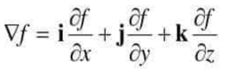 ∇f = i ∂f/∂x + j ∂f/∂y + k ∂f/∂z